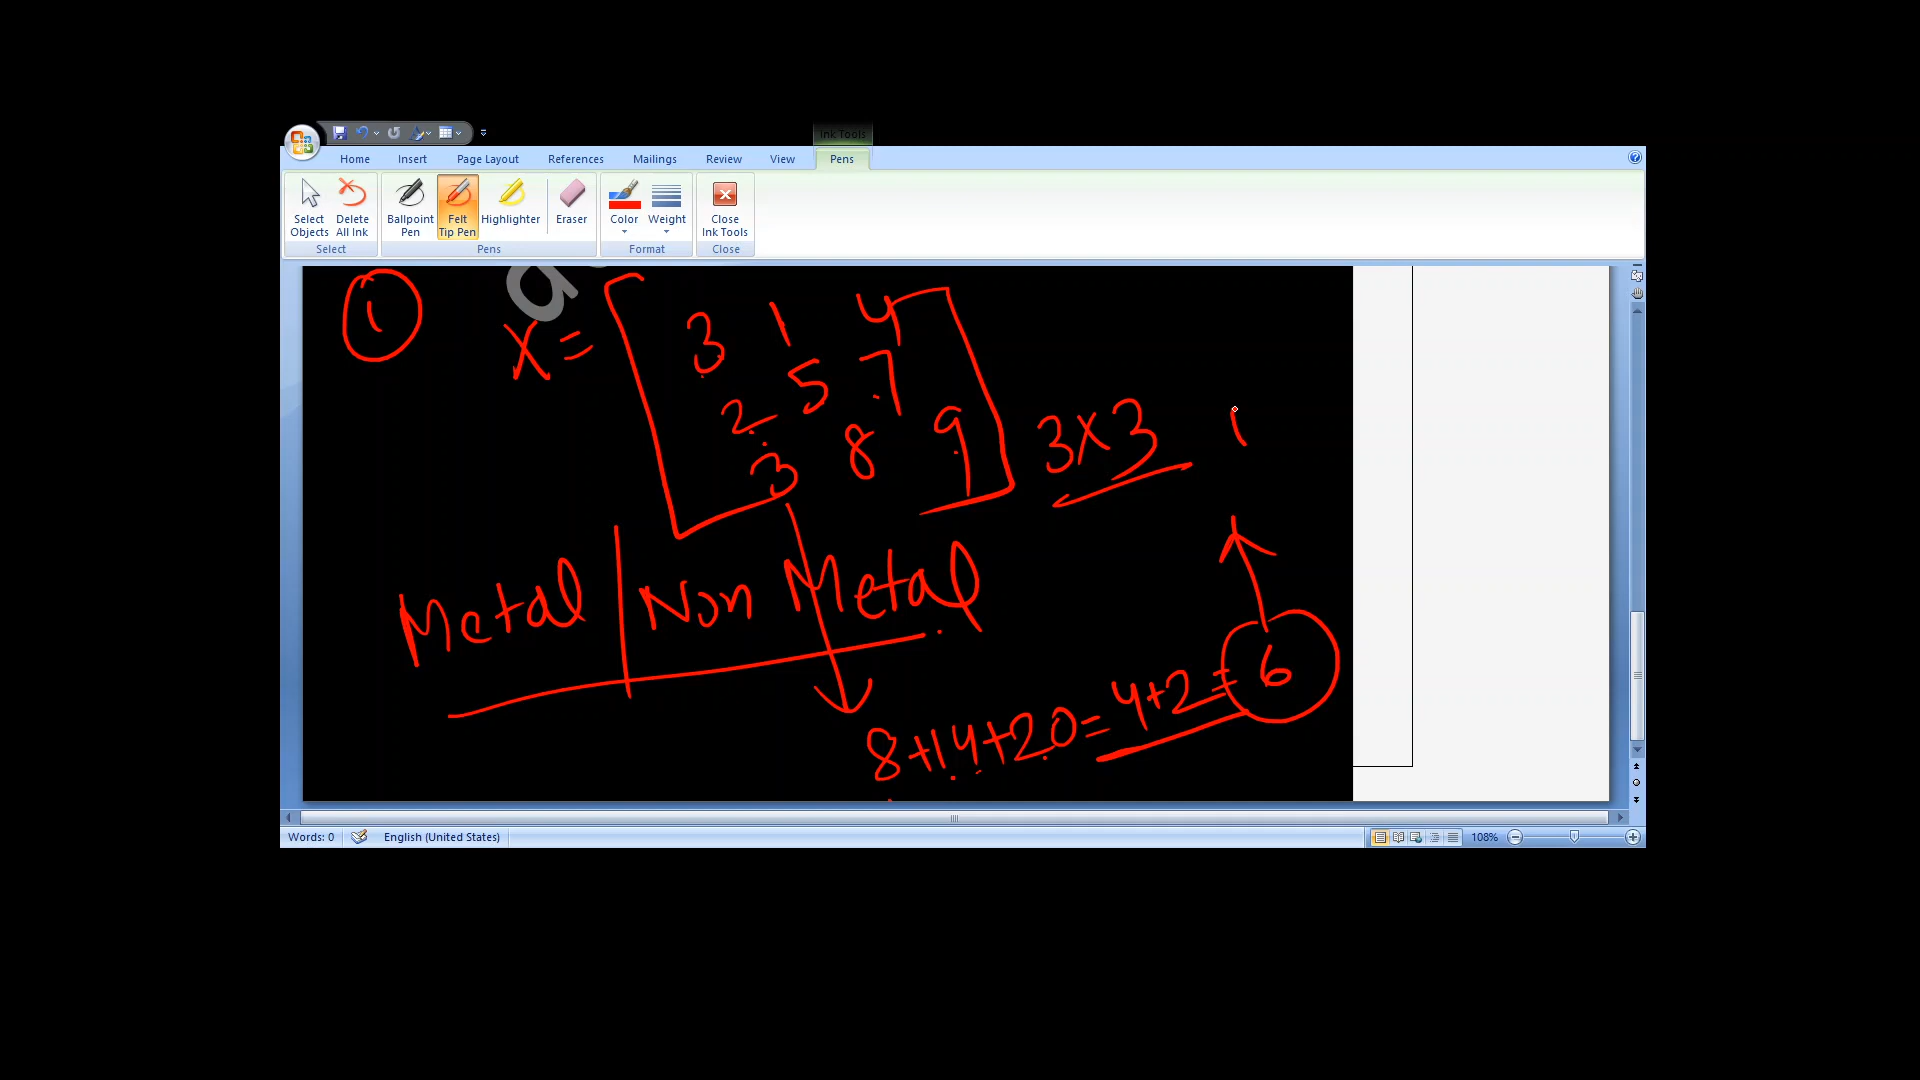 Ink Tools
Home Insert Page Layout References Mailings Review View Pens
Select Objects Delete All Ink Ballpoint Pen Felt Tip Pen Highlighter Eraser Color Weight Close Ink Tools
Select Pens Format Close
1
X = [ 3 1 4
2 5 7
3 8 9 ] 3x3 1
Metal | Non Metal
8+14+20=4+2=6
Words: 0 English (United States) 108%